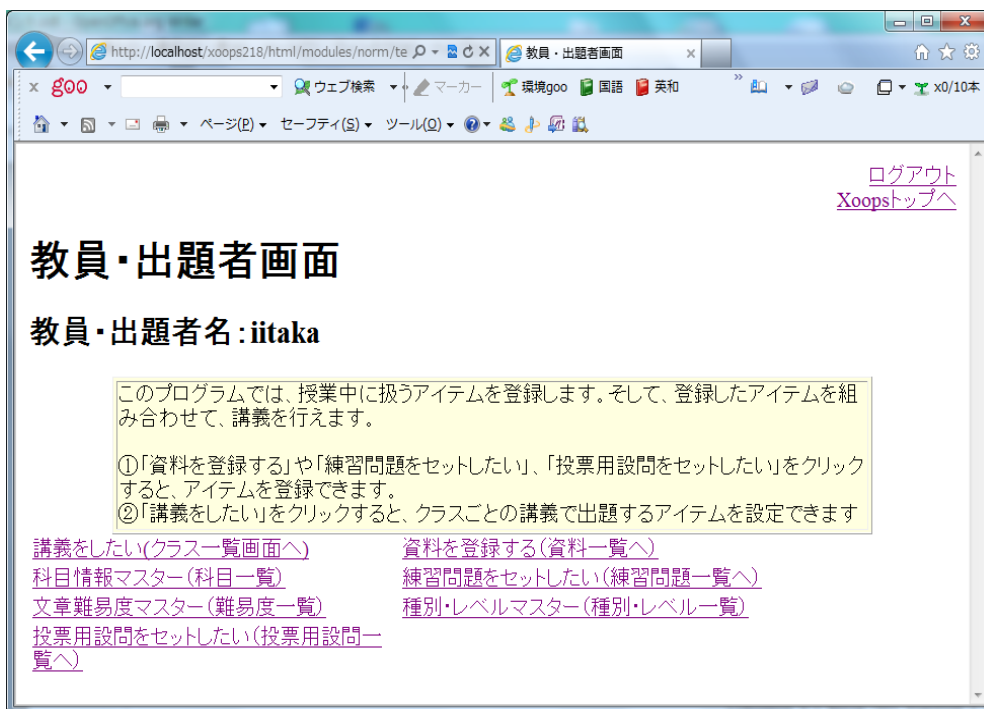 http://localhost/xoops218/html/modules/norm/te
教員・出題者画面
x goo ウェブ検索 マーカー 環境goo 国語 英和 » x0/10本
ページ(P) セーフティ(S) ツール(O)
ログアウト
Xoopsトップへ
教員・出題者画面
教員・出題者名:iitaka
このプログラムでは、授業中に扱うアイテムを登録します。そして、登録したアイテムを組
み合わせて、講義を行えます。
①「資料を登録する」や「練習問題をセットしたい」、「投票用設問をセットしたい」をクリック
すると、アイテムを登録できます。
②「講義をしたい」をクリックすると、クラスごとの講義で出題するアイテムを設定できます
講義をしたい(クラス一覧画面へ) 資料を登録する(資料一覧へ)
科目情報マスター(科目一覧) 練習問題をセットしたい(練習問題一覧へ)
文章難易度マスター(難易度一覧) 種別・レベルマスター(種別・レベル一覧)
投票用設問をセットしたい(投票用設問一
覧へ)